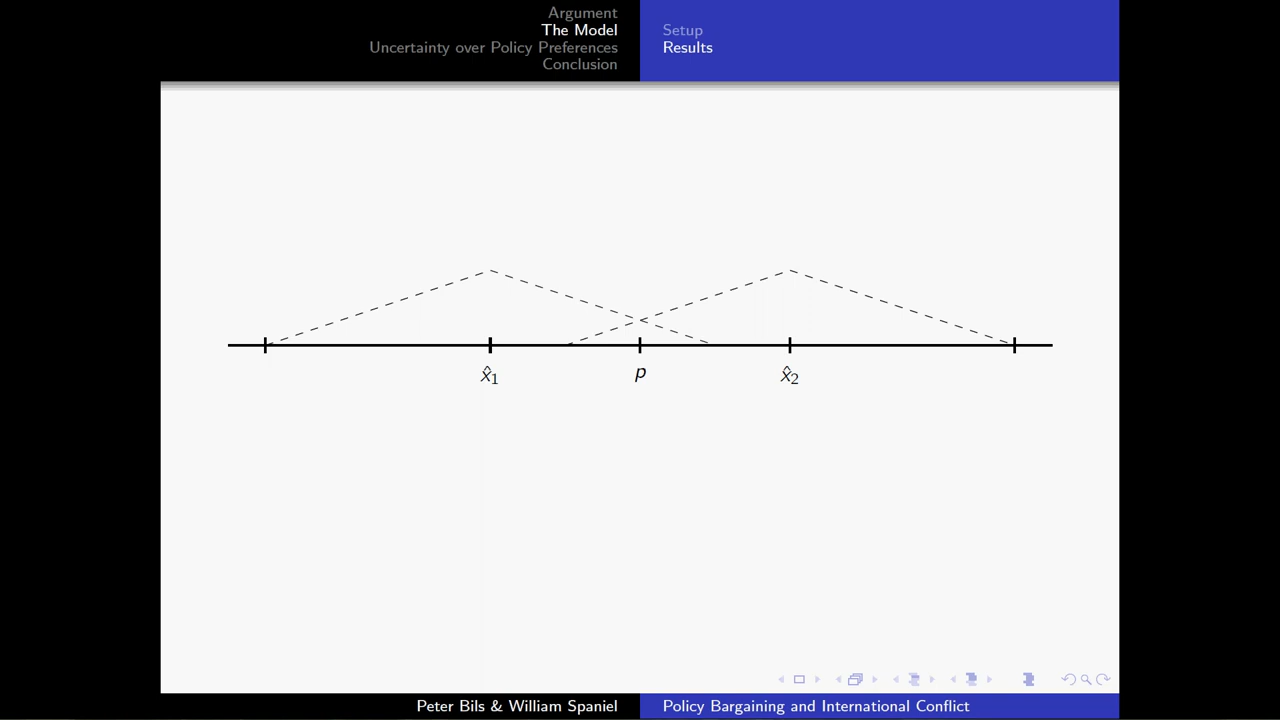 Argument
The Model
Uncertainty over Policy Preferences
Conclusion
Setup
Results
x̂₁
p
x̂₂
Peter Bils & William Spaniel
Policy Bargaining and International Conflict